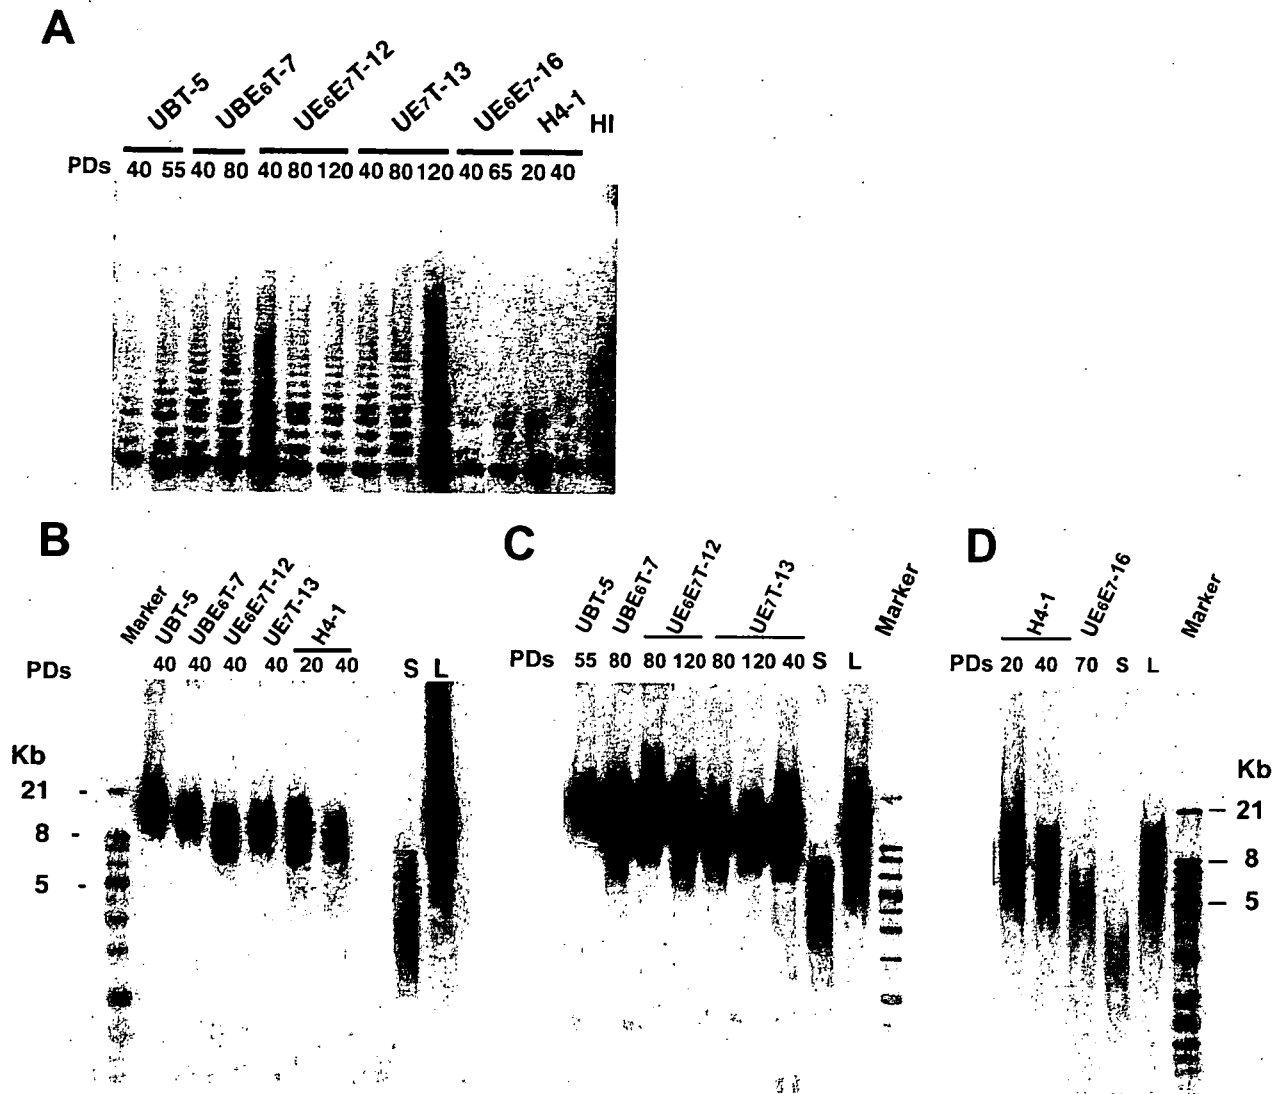 A
UBT-5 UBE6T-7 UE6E7T-12 UE7T-13 UE6E7-16 H4-1 HI
PDs 40 55 40 80 40 80 120 40 80 120 40 65 20 40
B
Marker UBT-5 UBE6T-7 UE6E7T-12 UE7T-13 H4-1
PDs 40 40 40 40 20 40 S L
Kb
21 -
8 -
5 -
C
UBT-5 UBE6T-7 UE6E7T-12 UE7T-13 Marker
PDs 55 80 80 120 80 120 40 S L
D
H4-1 UE6E7-16 Marker
PDs 20 40 70 S L
Kb
– 21
– 8
– 5